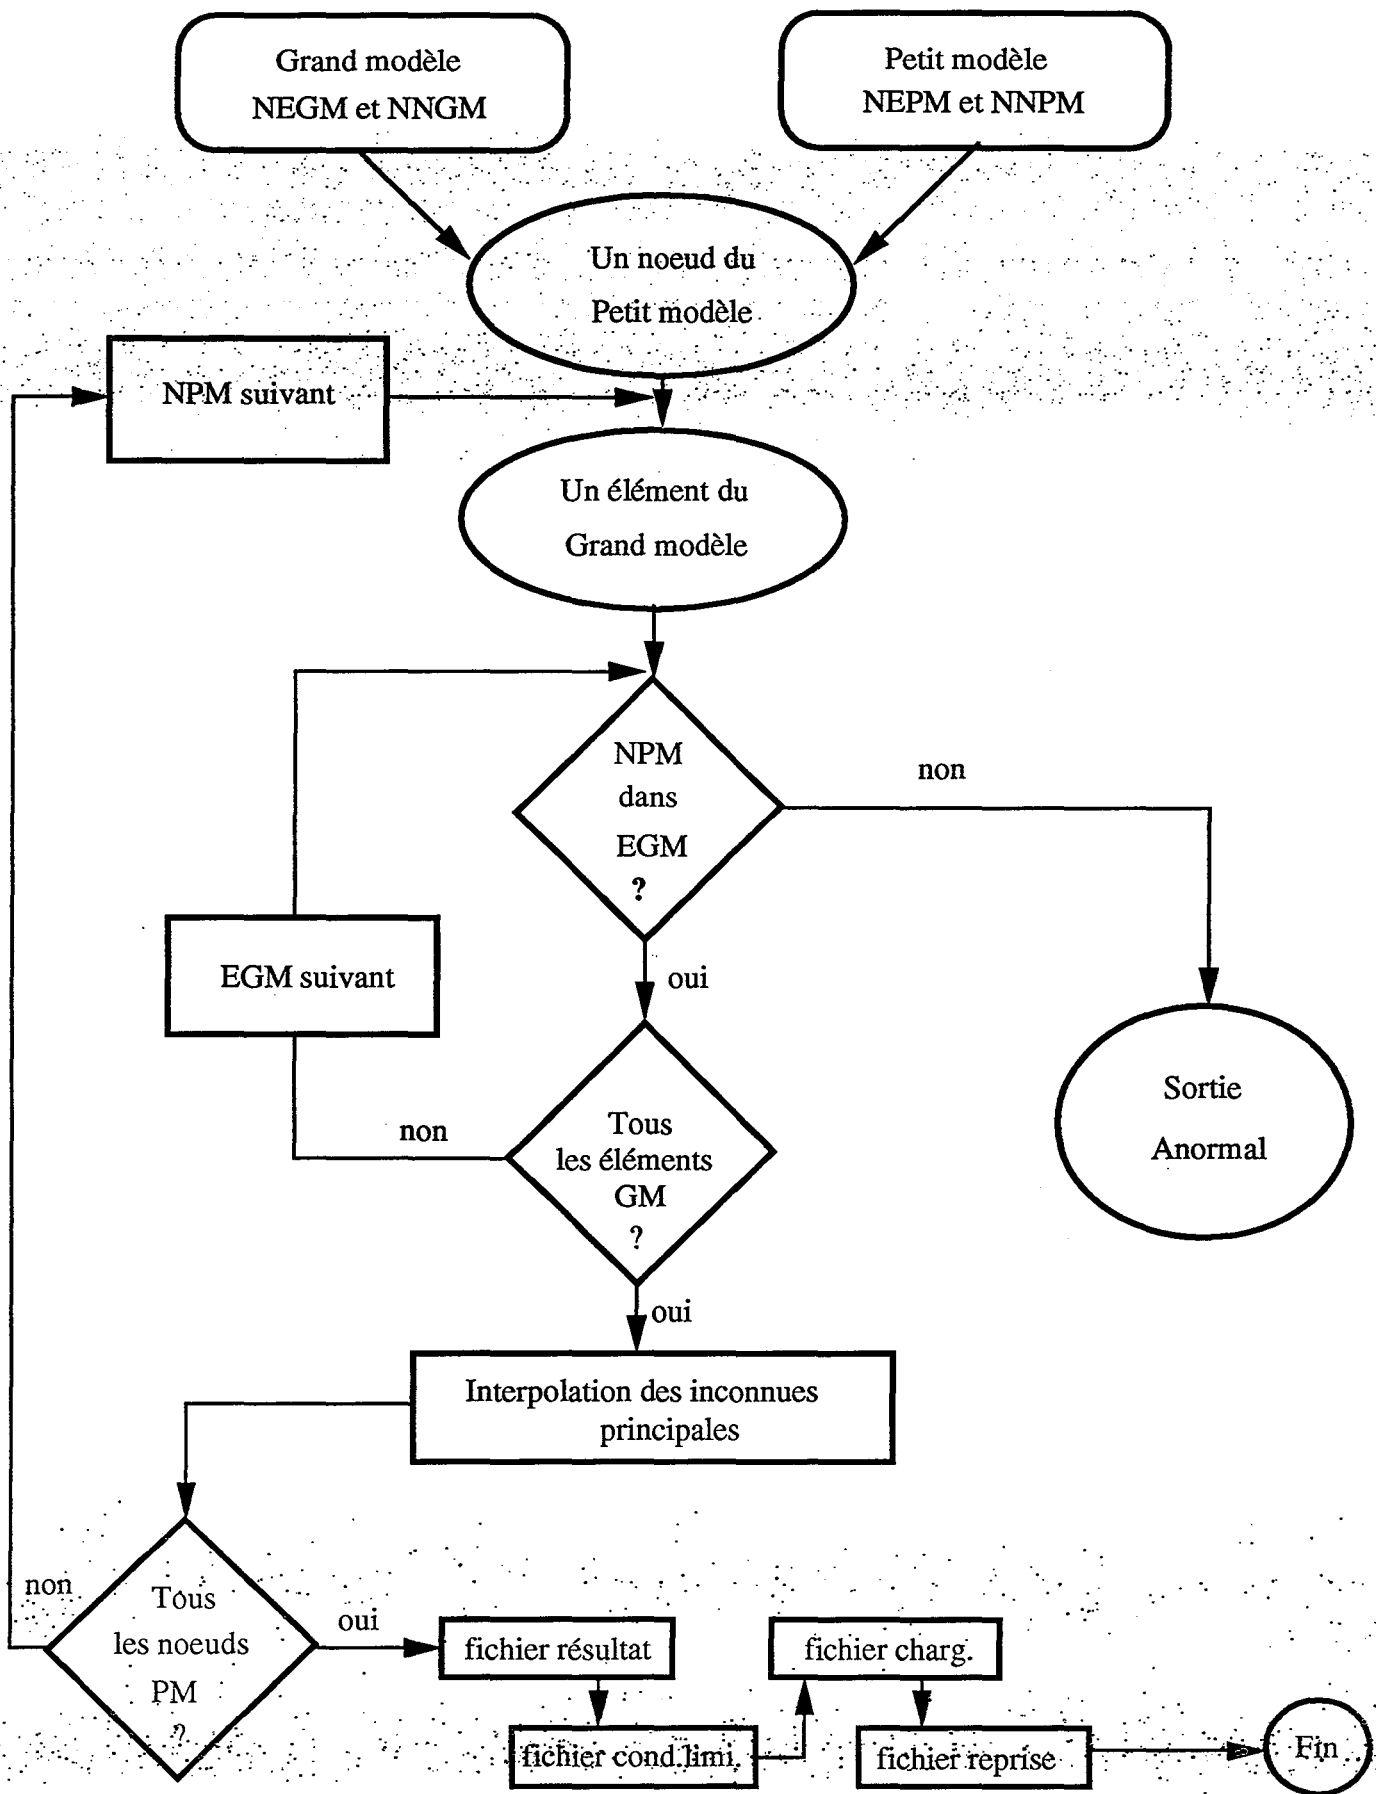 Grand modèle
NEGM et NNGM
Petit modèle
NEPM et NNPM
Un noeud du
Petit modèle
NPM suivant
Un élément du
Grand modèle
NPM
dans
EGM
?
non
EGM suivant
oui
Sortie
Anormal
non
Tous
les éléments
GM
?
oui
Interpolation des inconnues
principales
non
Tous
les noeuds
PM
?
oui
fichier résultat
fichier charg.
fichier cond.limi.
fichier reprise
Fin